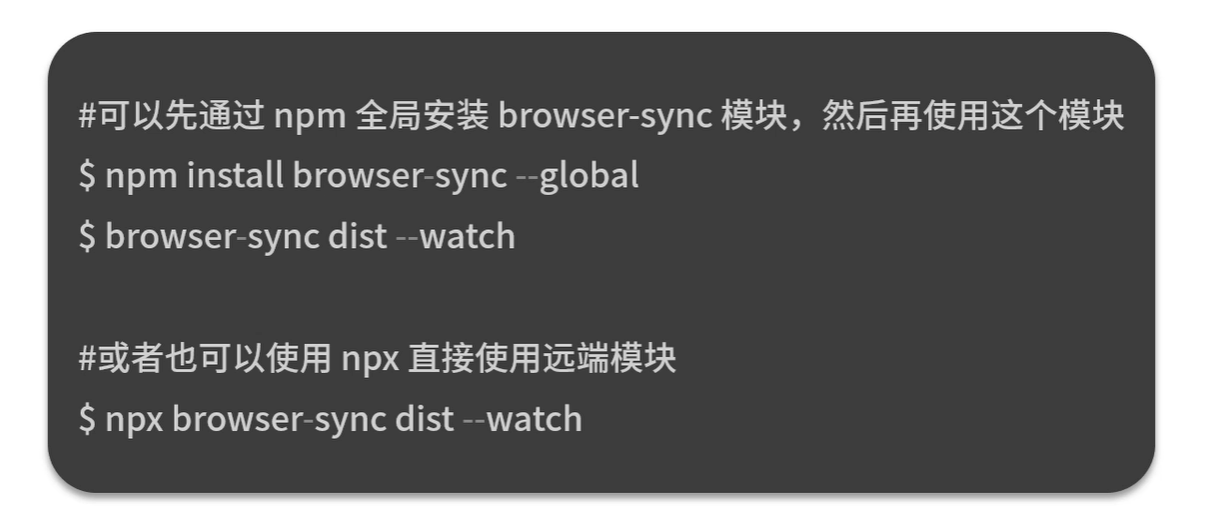 #可以先通过 npm 全局安装 browser-sync 模块，然后再使用这个模块
$ npm install browser-sync --global
$ browser-sync dist --watch
#或者也可以使用 npx 直接使用远端模块
$ npx browser-sync dist --watch